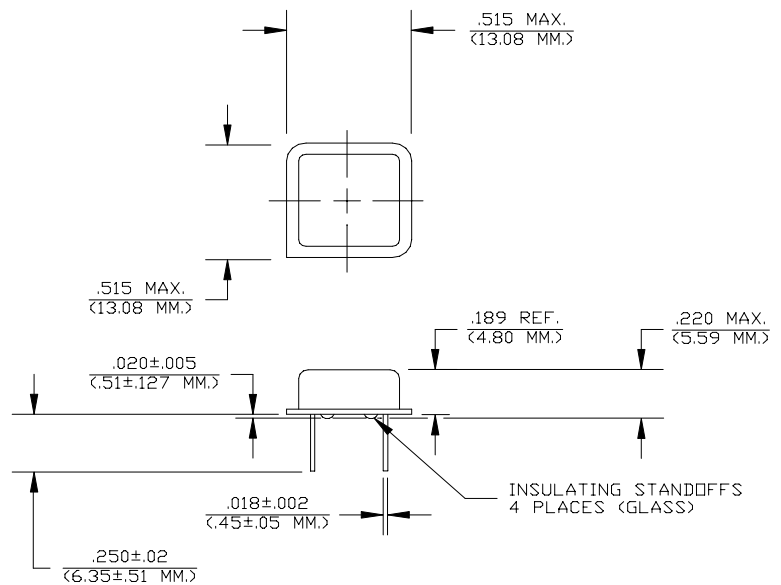 .515 MAX.
(13.08 MM.)
.515 MAX.
(13.08 MM.)
.189 REF.
(4.80 MM.)
.220 MAX.
(5.59 MM.)
.020±.005
(.51±.127 MM.)
INSULATING STANDOFFS
4 PLACES (GLASS)
.018±.002
(.45±.05 MM.)
.250±.02
(6.35±.51 MM.)